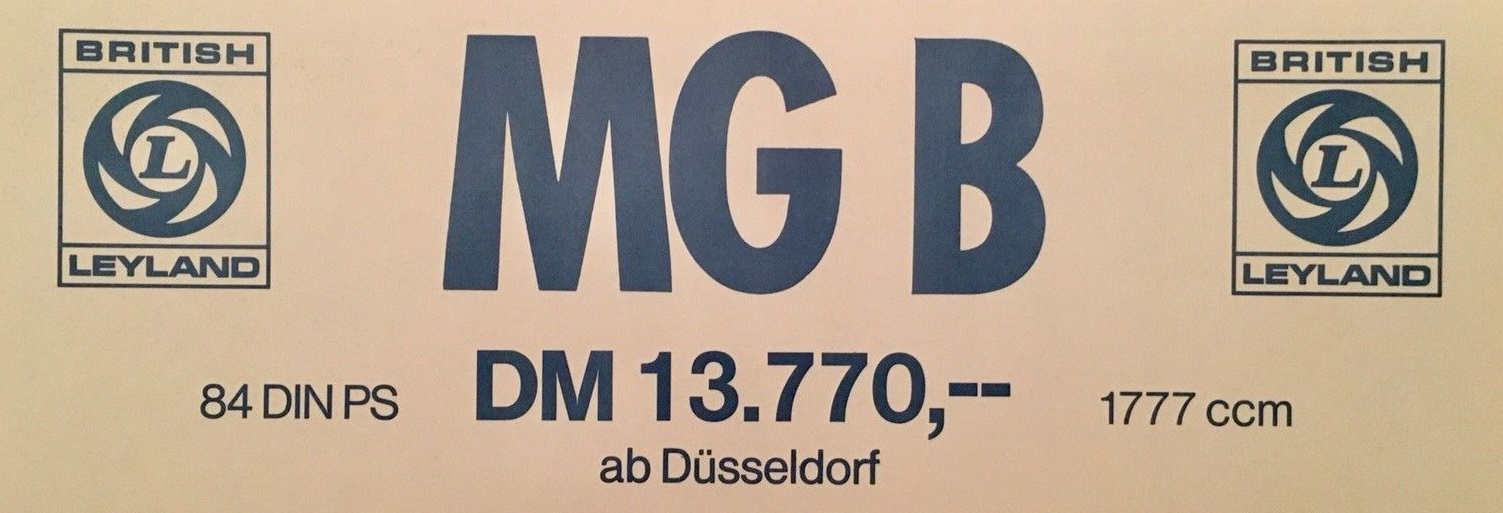 BRITISH
L
LEYLAND
MG B
BRITISH
L
LEYLAND
84 DIN PS
DM 13.770,--
1777 ccm
ab Düsseldorf